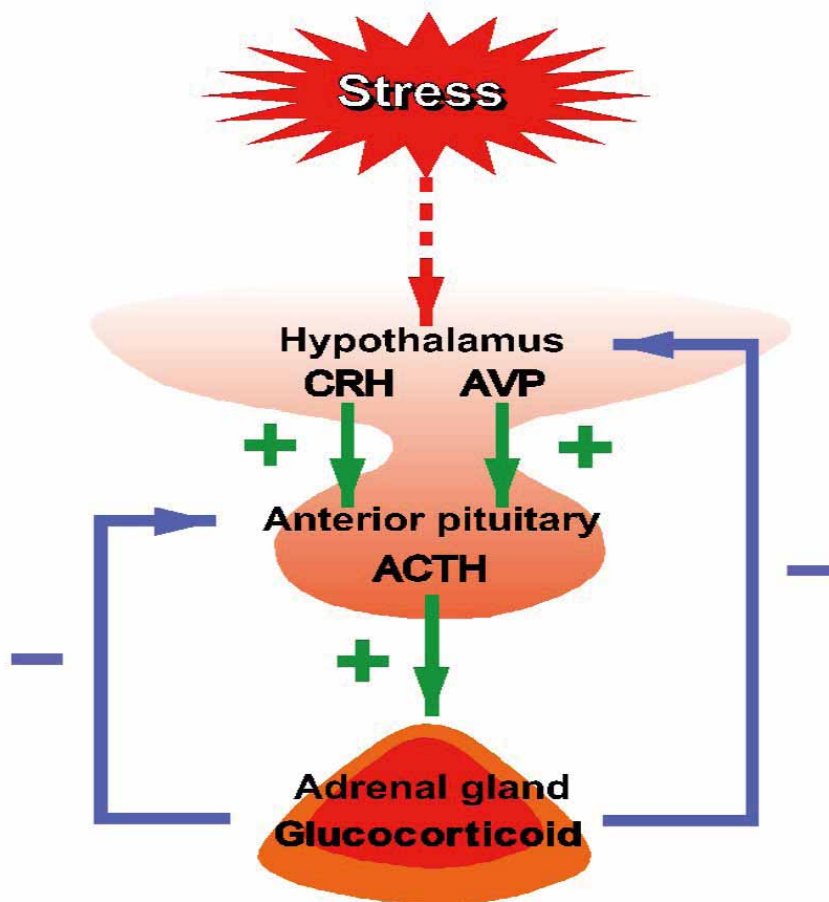 Stress
Hypothalamus
CRH AVP
+ +
Anterior pituitary
ACTH
− −
+
Adrenal gland
Glucocorticoid